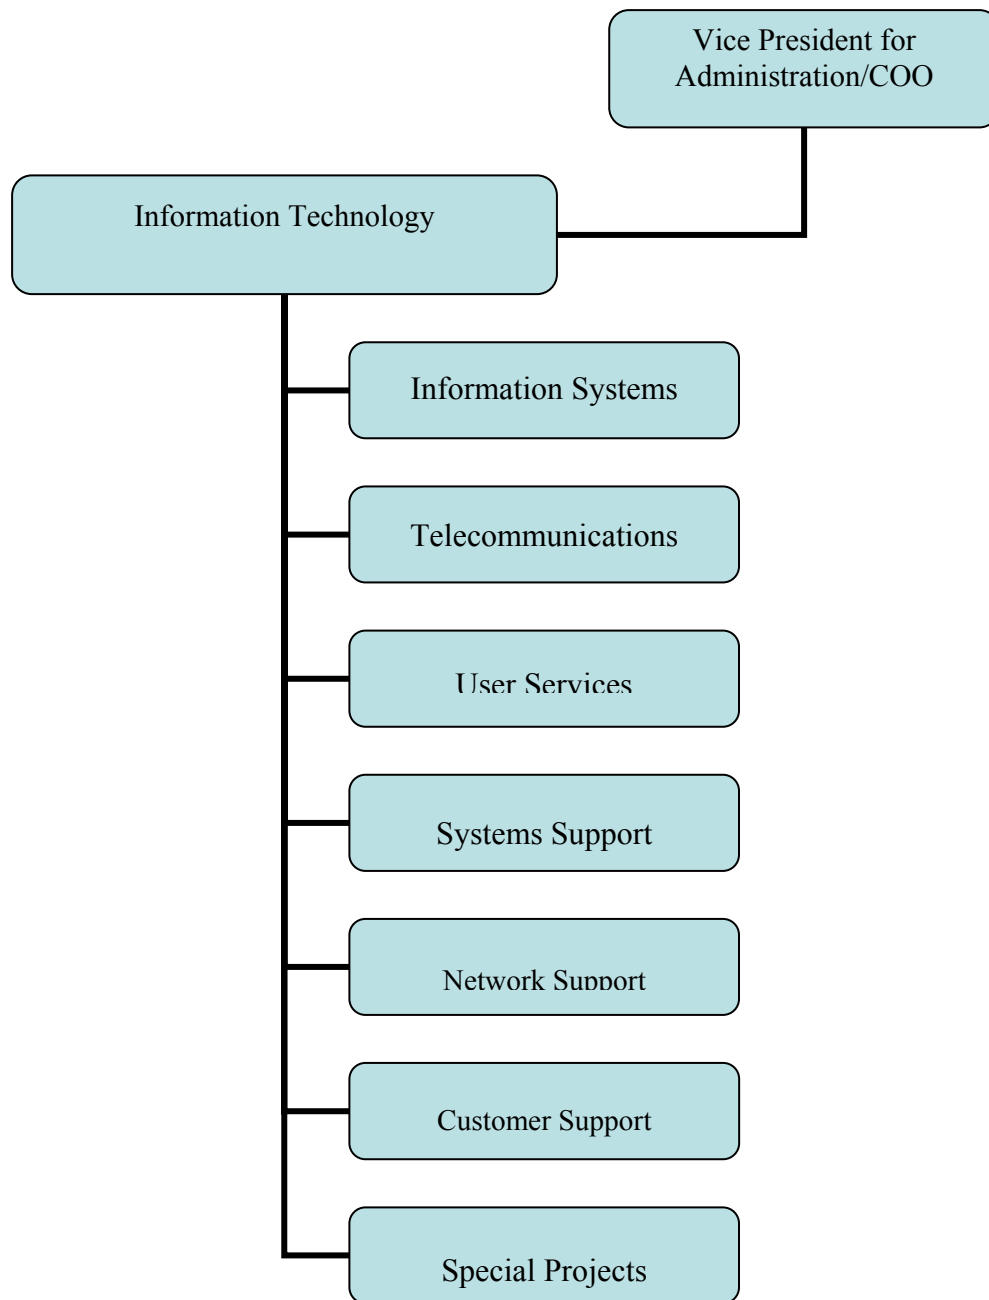 Vice President for
Administration/COO
Information Technology
Information Systems
Telecommunications
User Services
Systems Support
Network Support
Customer Support
Special Projects